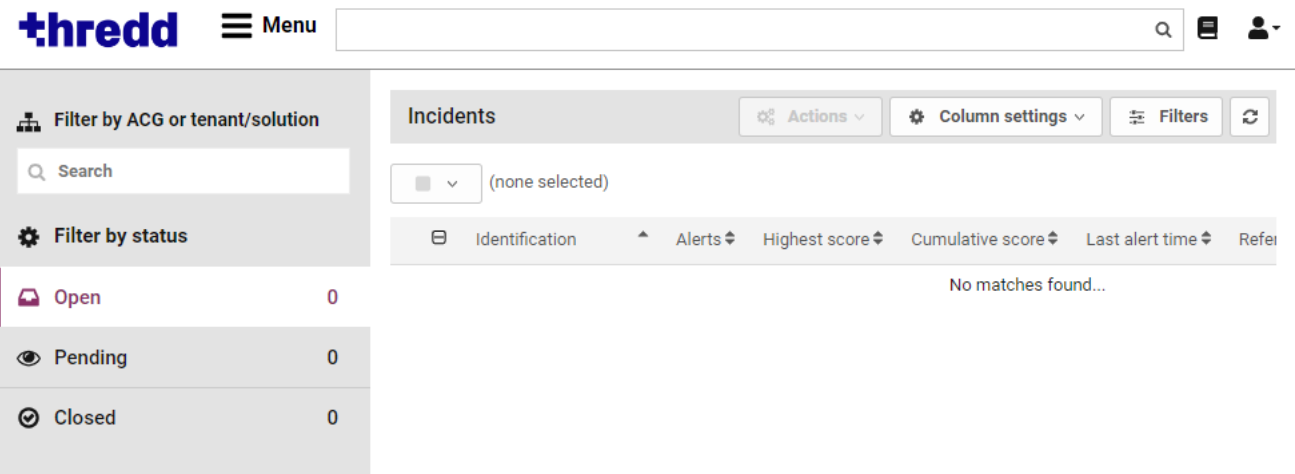 thredd
Menu
Filter by ACG or tenant/solution
Search
Filter by status
Open 0
Pending 0
Closed 0
Incidents
Actions
Column settings
Filters
(none selected)
Identification Alerts Highest score Cumulative score Last alert time Refer
No matches found...